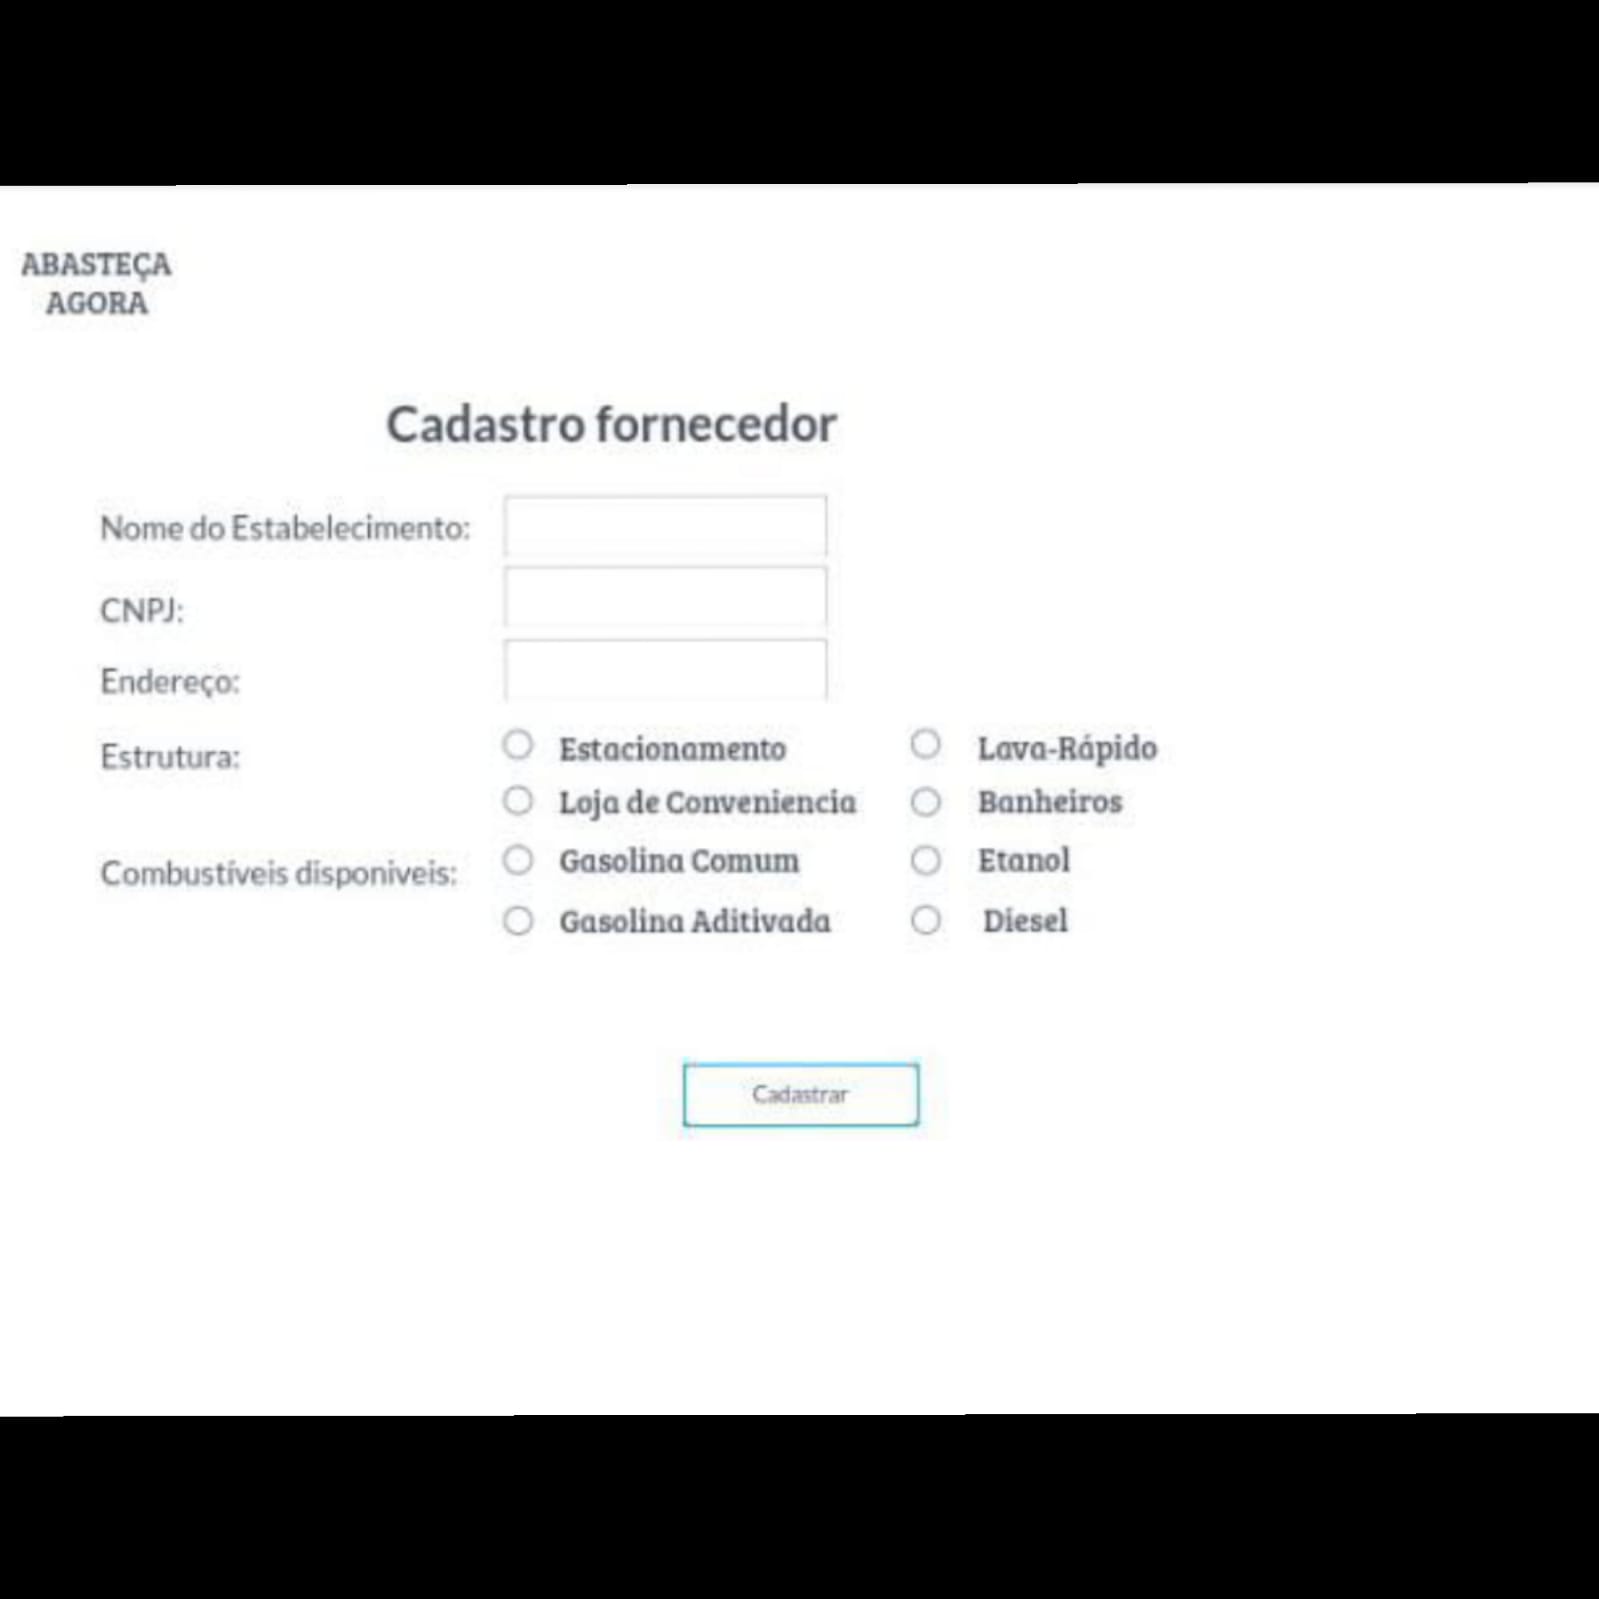 ABASTEÇA
AGORA
Cadastro fornecedor
Nome do Estabelecimento:
CNPJ:
Endereço:
Estrutura:
Estacionamento
Lava-Rápido
Loja de Conveniencia
Banheiros
Combustíveis disponiveis:
Gasolina Comum
Etanol
Gasolina Aditivada
Diesel
Cadastrar